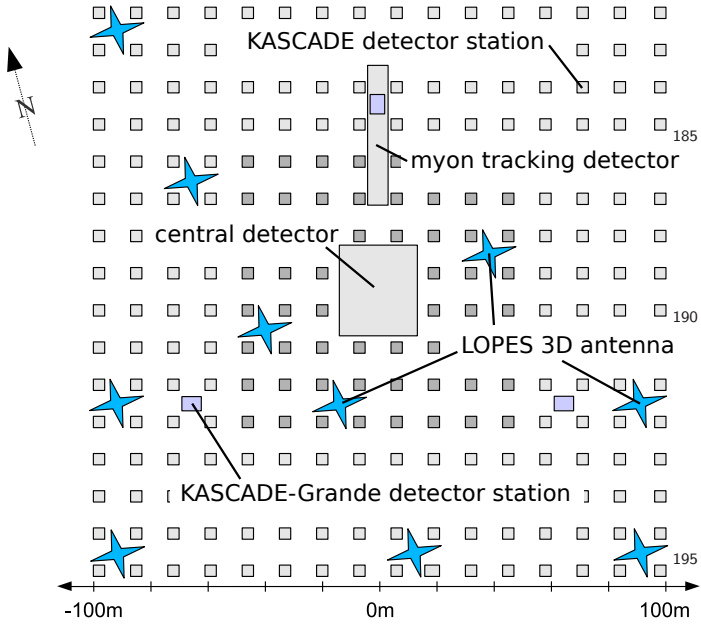 KASCADE detector station
N
185
myon tracking detector
central detector
190
LOPES 3D antenna
KASCADE-Grande detector station
195
-100m
0m
100m